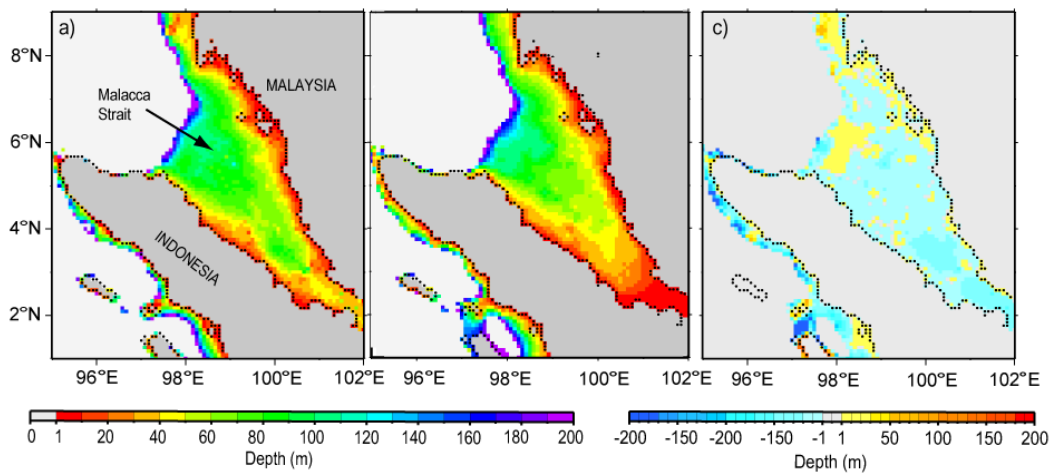 a)
c)
8°N
6°N
4°N
2°N
MALAYSIA
Malacca
Strait
INDONESIA
96°E 98°E 100°E 102°E
96°E 98°E 100°E 102°E
96°E 98°E 100°E 102°E
0 1 20 40 60 80 100 120 140 160 180 200
Depth (m)
-200 -150 -100 -50 -1 1 50 100 150 200
Depth (m)